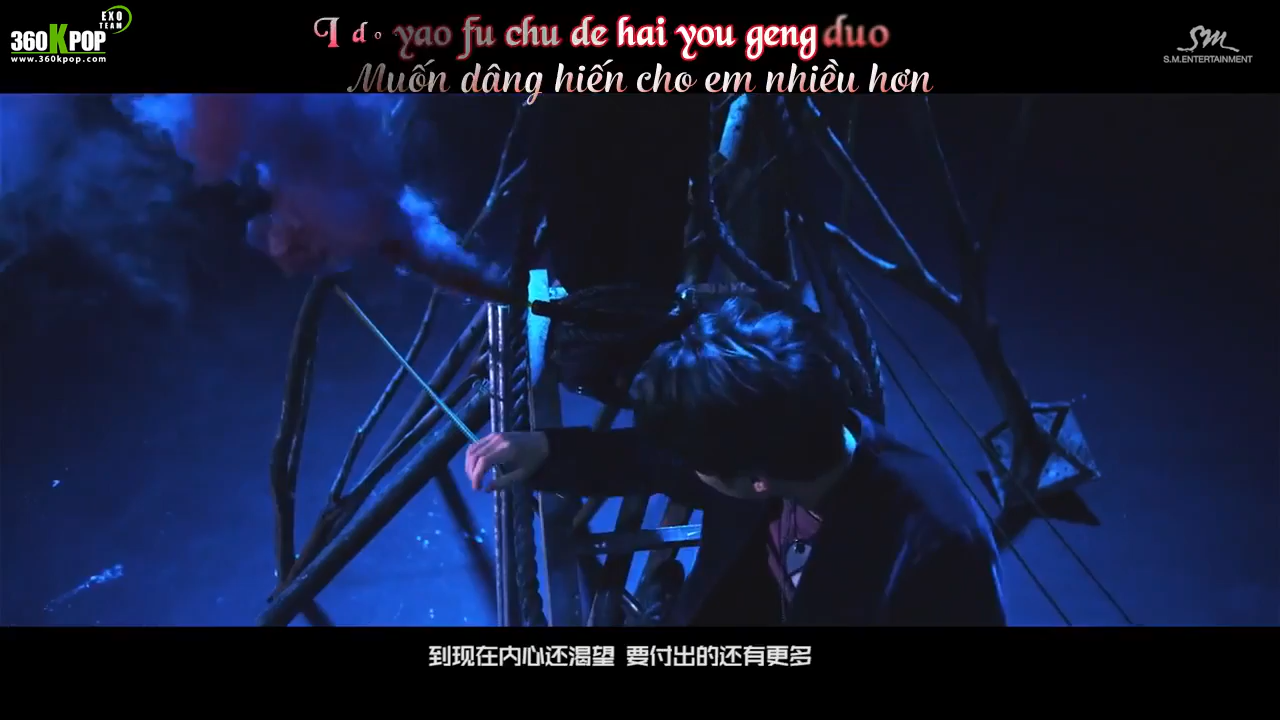 EXO
TEAM
360KPOP
www.360kpop.com
I do yao fu chu de hai you geng duo
Muốn dâng hiến cho em nhiều hơn
SM
S.M.ENTERTAINMENT
到现在内心还渴望 要付出的还有更多